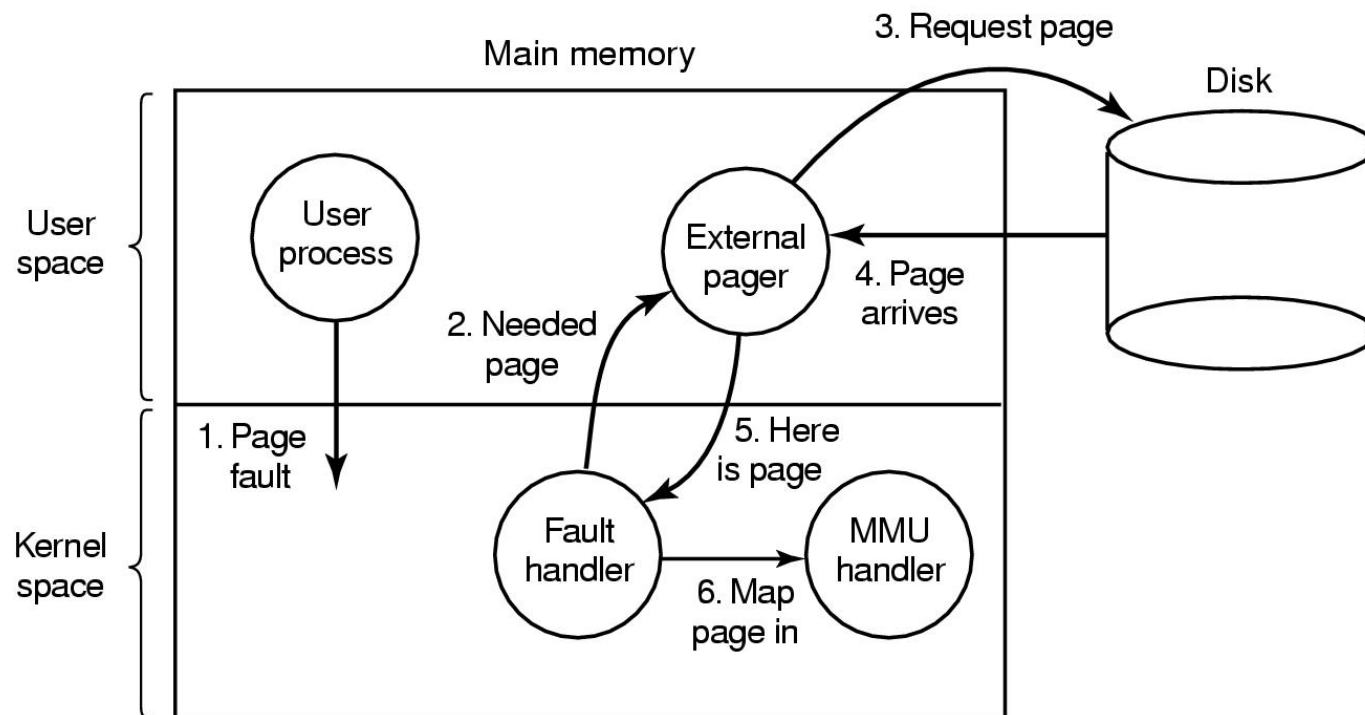 3. Request page
Main memory
Disk
User
process
External
pager
User
space
4. Page
arrives
2. Needed
page
1. Page
fault
5. Here
is page
Fault
handler
MMU
handler
Kernel
space
6. Map
page in